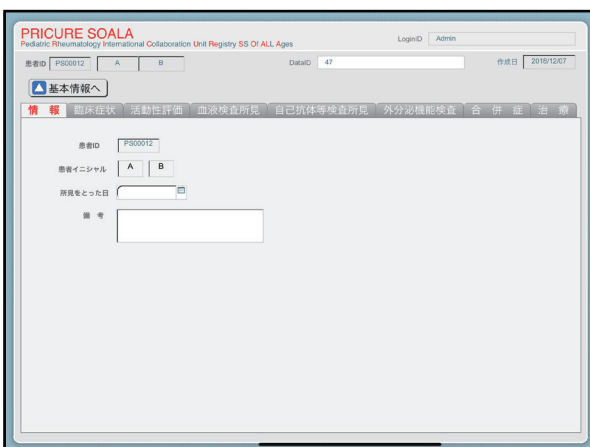 PRICURE SOALA
Pediatric Rheumatology International Collaboration Unit Registry SS Of ALL Ages
LoginID Admin
患者ID PS00012 A B DataID 47 作成日 2016/12/07
基本情報へ
情 報 臨床症状 活動性評価 血液検査所見 自己抗体等検査所見 外分泌機能検査 合 併 症 治 療
患者ID PS00012
患者イニシャル A B
所見をとった日
備 考